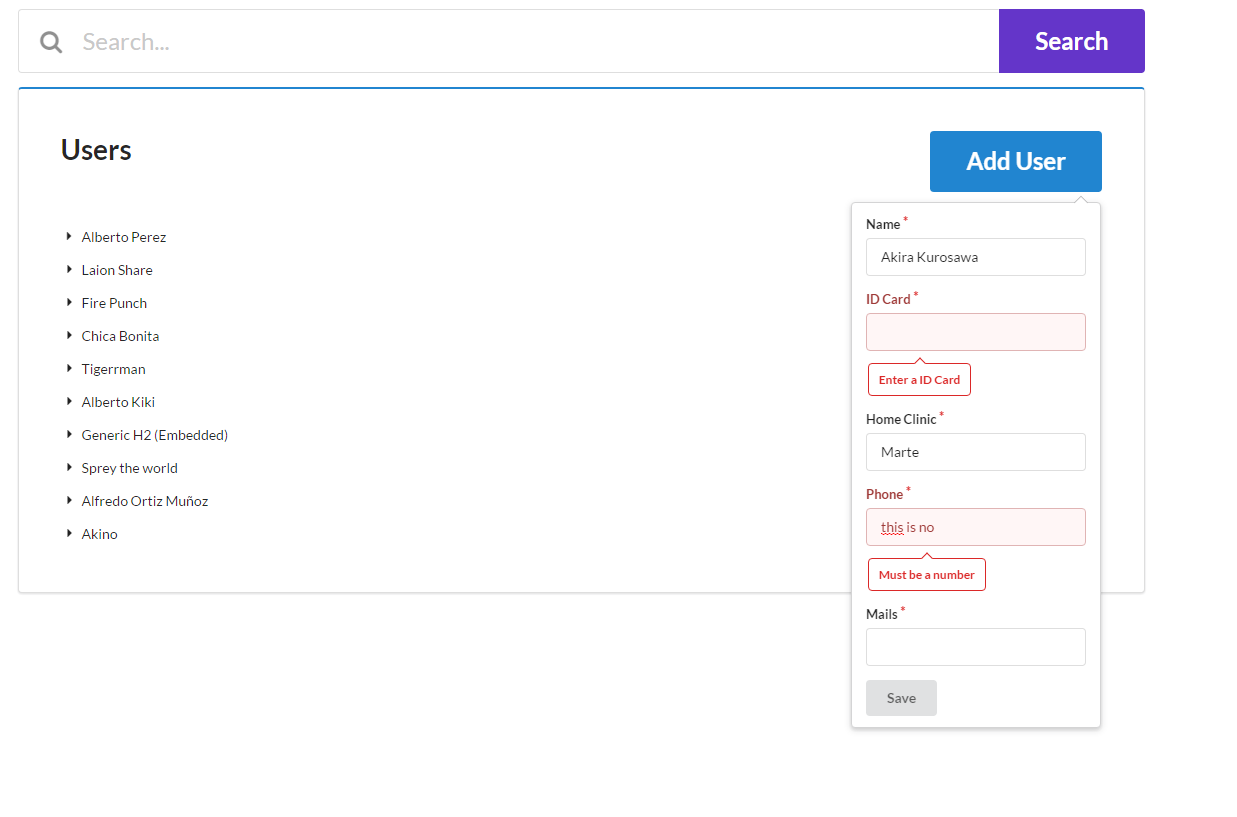 Search...
Search
Users
Add User
Alberto Perez
Laion Share
Fire Punch
Chica Bonita
Tigerrman
Alberto Kiki
Generic H2 (Embedded)
Sprey the world
Alfredo Ortiz Muñoz
Akino
Name *
Akira Kurosawa
ID Card *
Enter a ID Card
Home Clinic *
Marte
Phone *
this is no
Must be a number
Mails *
Save